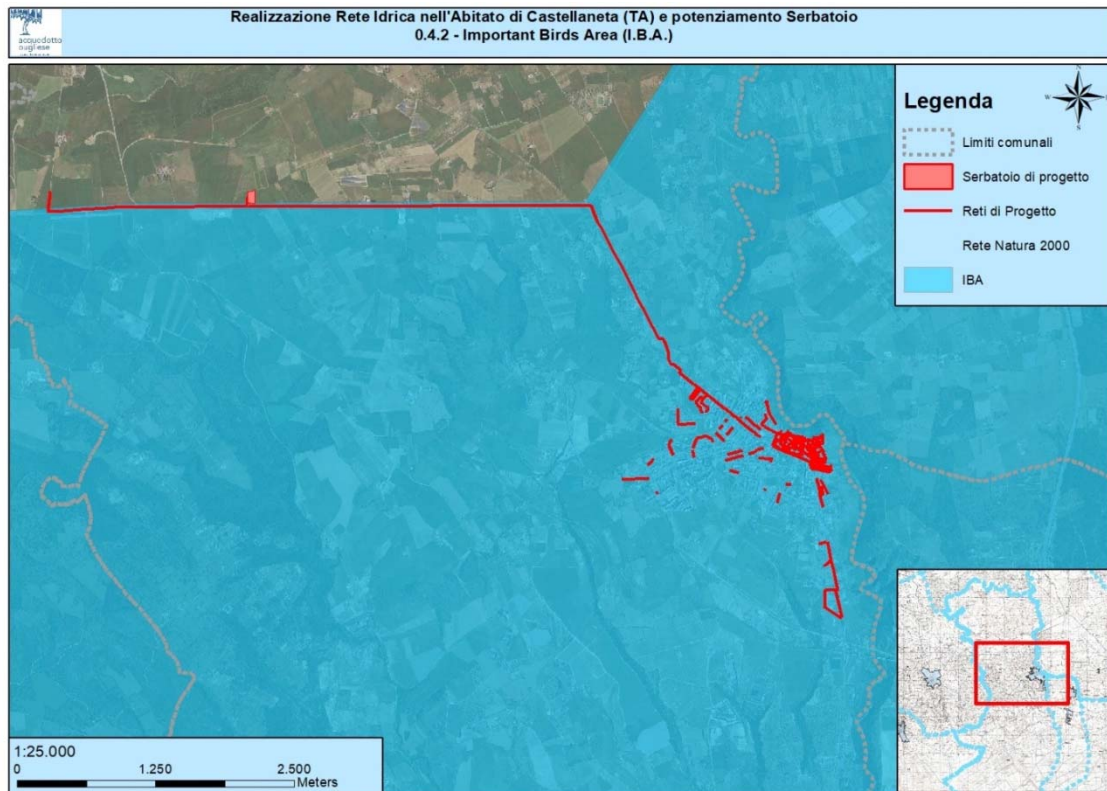 Realizzazione Rete Idrica nell'Abitato di Castellaneta (TA) e potenziamento Serbatoio
0.4.2 - Important Birds Area (I.B.A.)
acquedotto
pugliese
Legenda
Limiti comunali
Serbatoio di progetto
Reti di Progetto
Rete Natura 2000
IBA
1:25.000
0 1.250 2.500
Meters